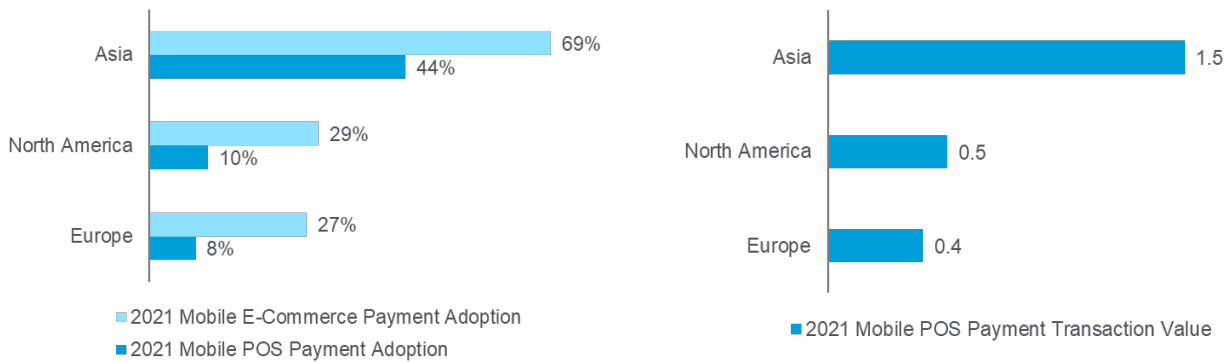 Asia
69%
44%
North America
29%
10%
Europe
27%
8%
2021 Mobile E-Commerce Payment Adoption
2021 Mobile POS Payment Adoption
Asia
1.5
North America
0.5
Europe
0.4
2021 Mobile POS Payment Transaction Value